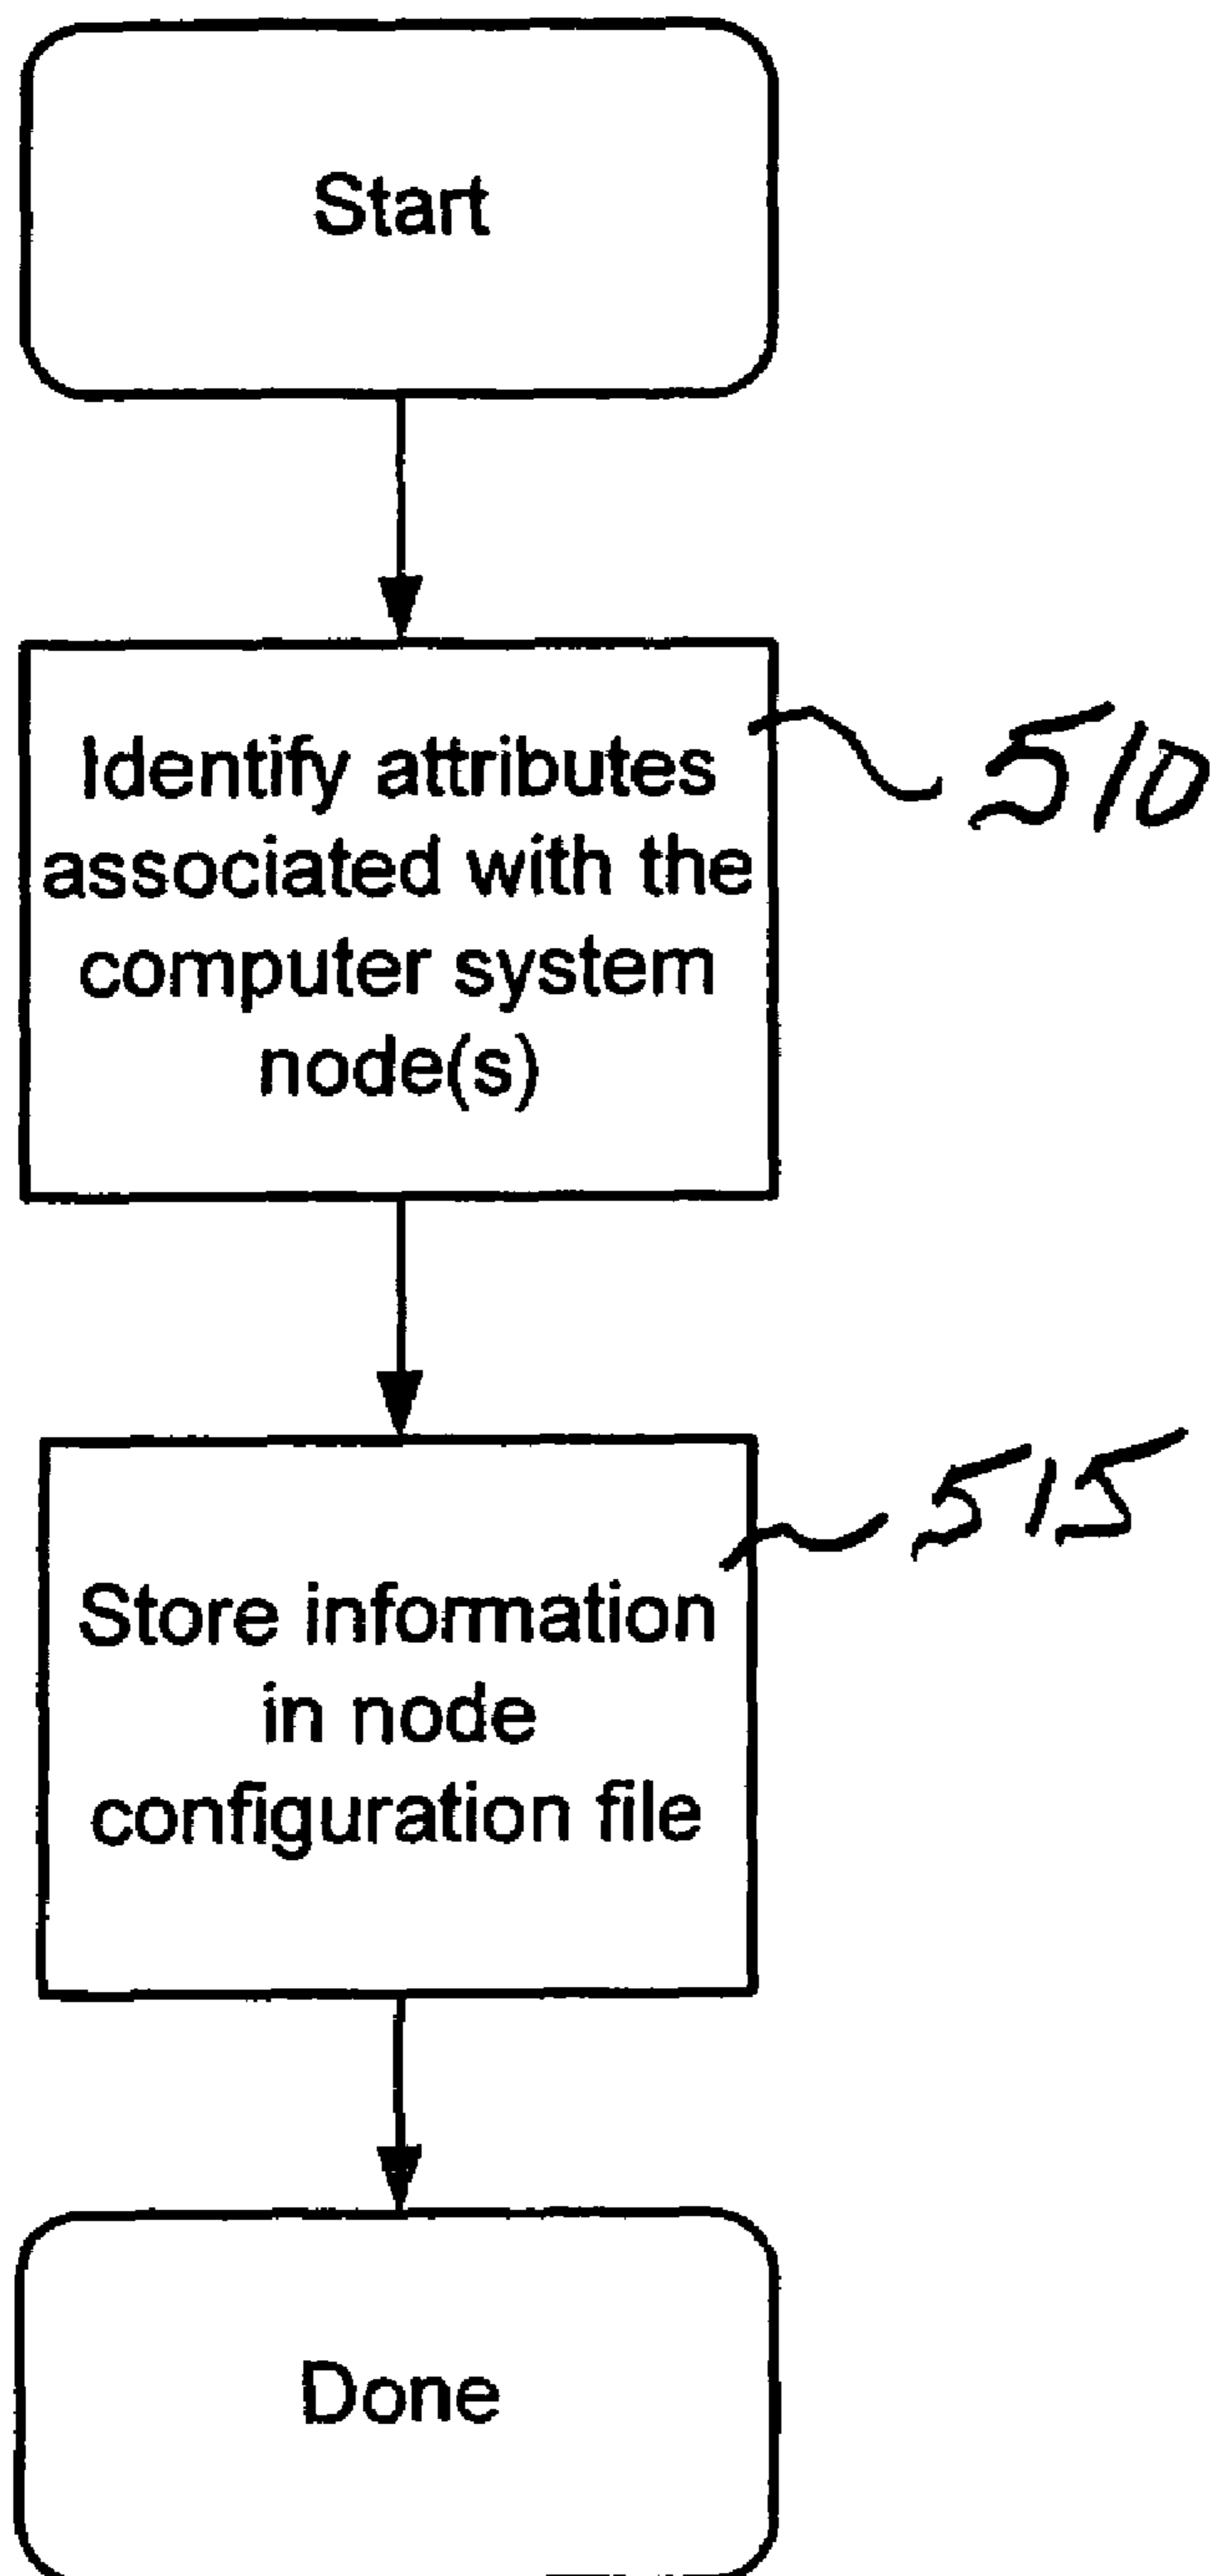 Start
Identify attributes
associated with the
computer system
node(s)
510
Store information
in node
configuration file
515
Done